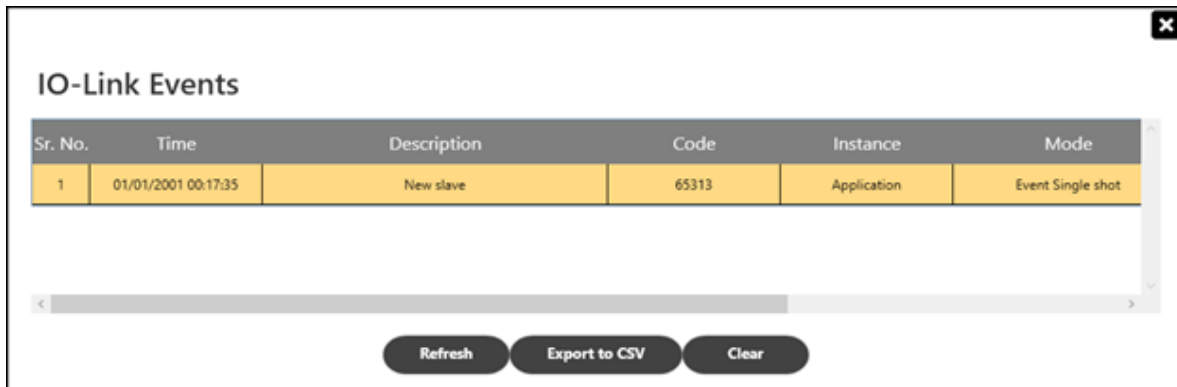 IO-Link Events
Sr. No. Time Description Code Instance Mode
1 01/01/2001 00:17:35 New slave 65313 Application Event Single shot
Refresh Export to CSV Clear